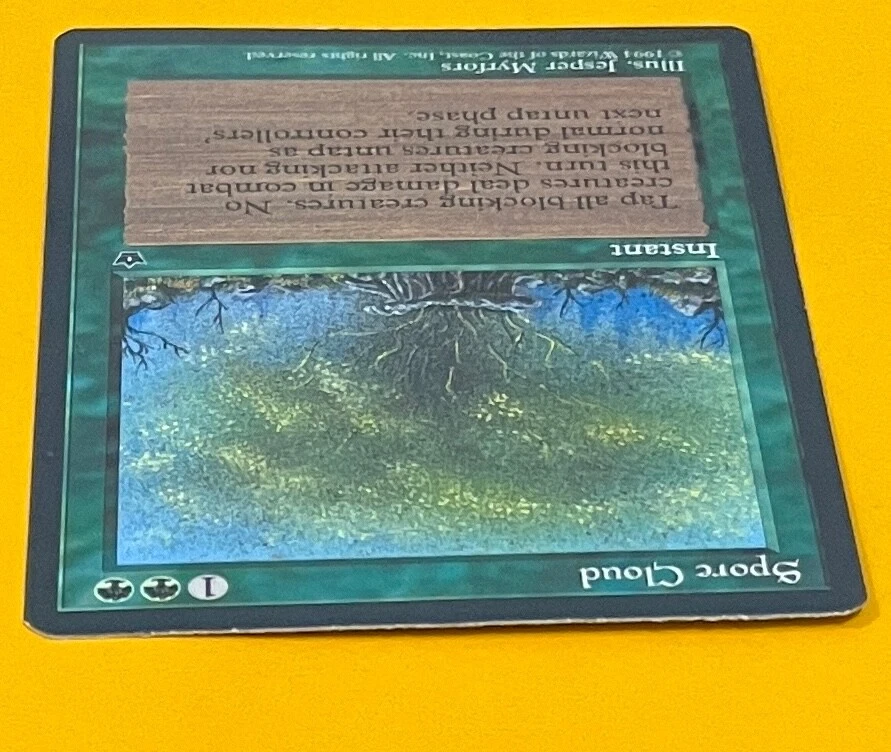 Spore Cloud
1
Instant
Tap all blocking creatures. No
creatures deal damage in combat
this turn. Neither attacking nor
blocking creatures untap as
normal during their controllers'
next untap phase.
Illus. Jesper Myrfors
©1994 Wizards of the Coast, Inc. All rights reserved.